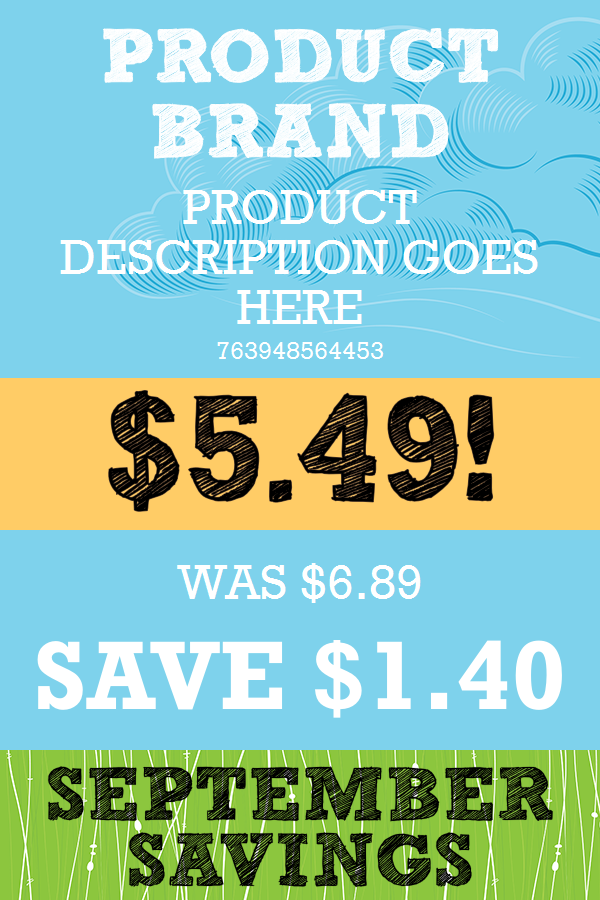 PRODUCT
BRAND
PRODUCT
DESCRIPTION GOES
HERE
763948564453
$5.49!
WAS $6.89
SAVE $1.40
SEPTEMBER
SAVINGS